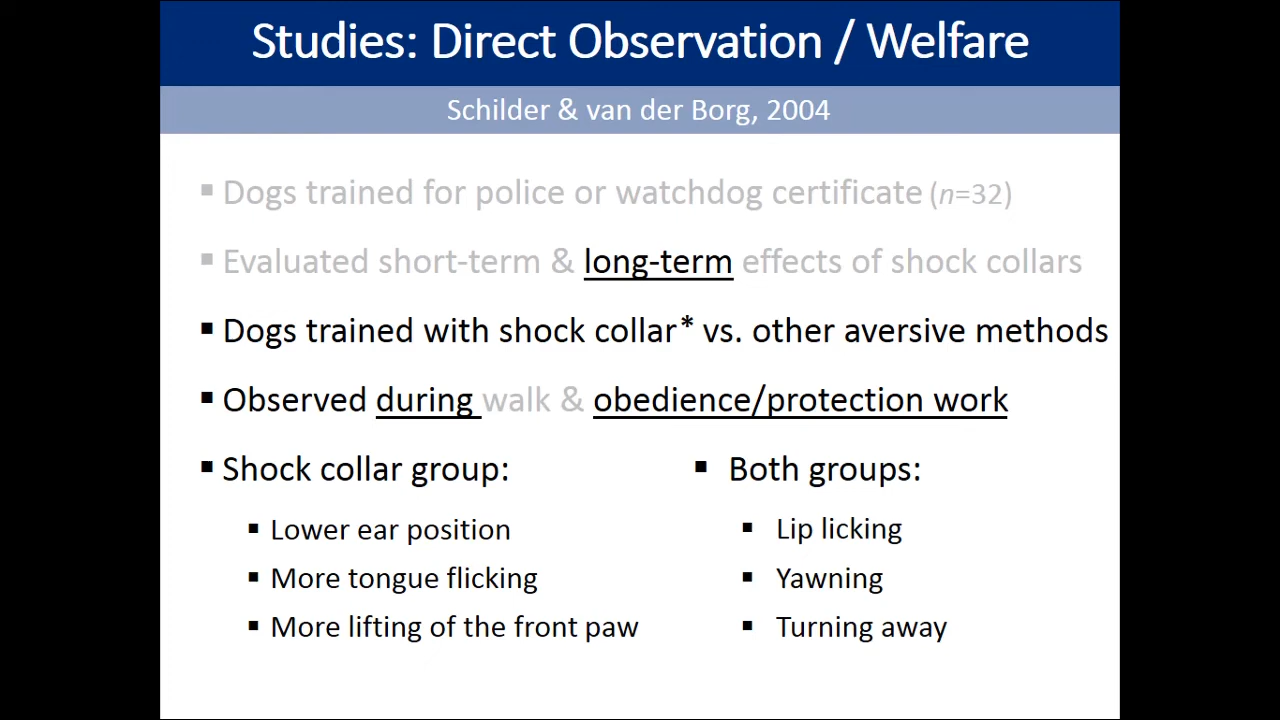 Studies: Direct Observation / Welfare
Schilder & van der Borg, 2004
▪ Dogs trained for police or watchdog certificate (n=32)
▪ Evaluated short-term & long-term effects of shock collars
▪ Dogs trained with shock collar* vs. other aversive methods
▪ Observed during walk & obedience/protection work
▪ Shock collar group:
▪ Lower ear position
▪ More tongue flicking
▪ More lifting of the front paw
▪ Both groups:
▪ Lip licking
▪ Yawning
▪ Turning away